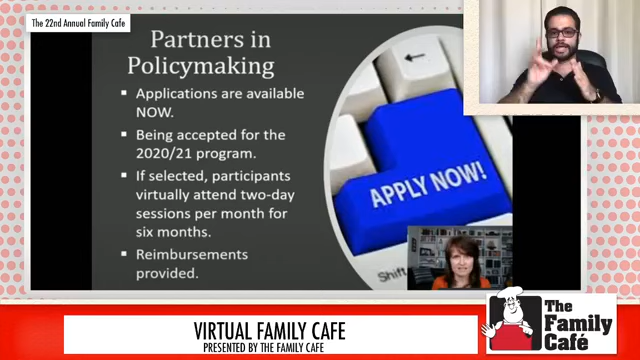 The 22nd Annual Family Cafe
Partners in
Policymaking
▪ Applications are available
NOW.
▪ Being accepted for the
2020/21 program.
▪ If selected, participants
virtually attend two-day
sessions per month for
six months.
▪ Reimbursements
provided.
APPLY NOW!
Shift
VIRTUAL FAMILY CAFE
PRESENTED BY THE FAMILY CAFE
The
Family
Café